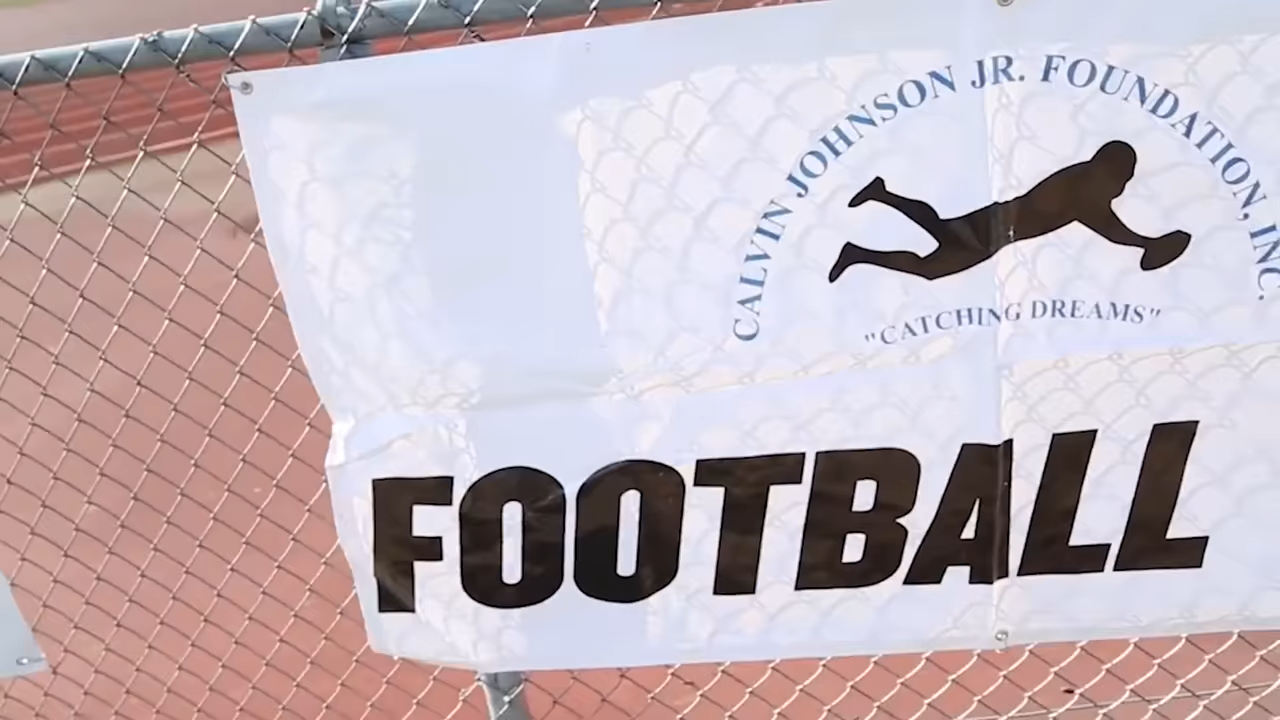 CALVIN JOHNSON JR. FOUNDATION, INC.
"CATCHING DREAMS"
FOOTBALL